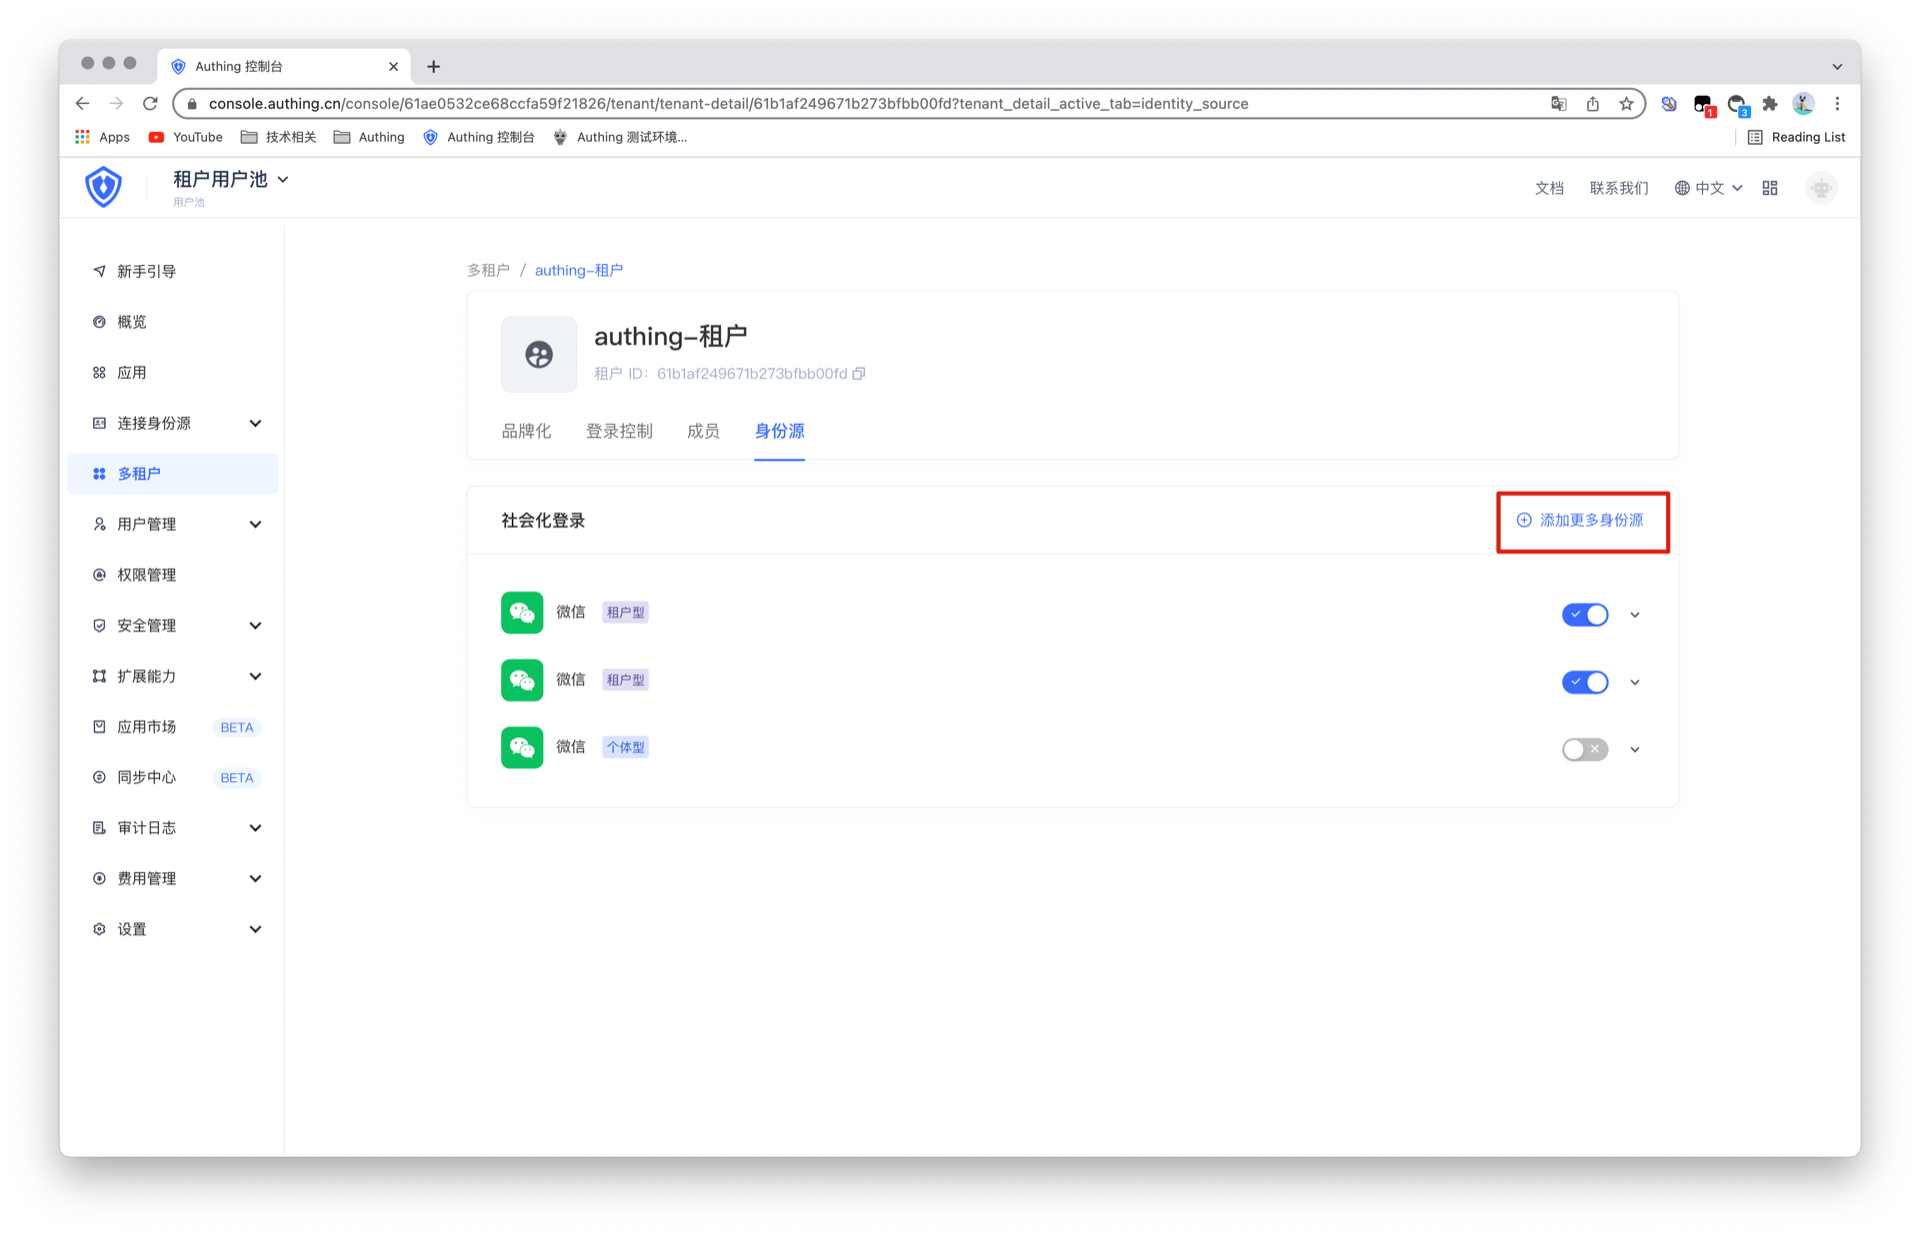 Authing 控制台
console.authing.cn/console/61ae0532ce68ccfa59f21826/tenant/tenant-detail/61b1af249671b273bfbb00fd?tenant_detail_active_tab=identity_source
1
3
Apps
YouTube
技术相关
Authing
Authing 控制台
Authing 测试环境...
Reading List
租户用户池
用户池
文档
联系我们
中文
新手引导
概览
应用
连接身份源
多租户
用户管理
权限管理
安全管理
扩展能力
应用市场 BETA
同步中心 BETA
审计日志
费用管理
设置
多租户 / authing-租户
authing-租户
租户 ID: 61b1af249671b273bfbb00fd
品牌化 登录控制 成员 身份源
社会化登录
添加更多身份源
微信 租户型
微信 租户型
微信 个体型